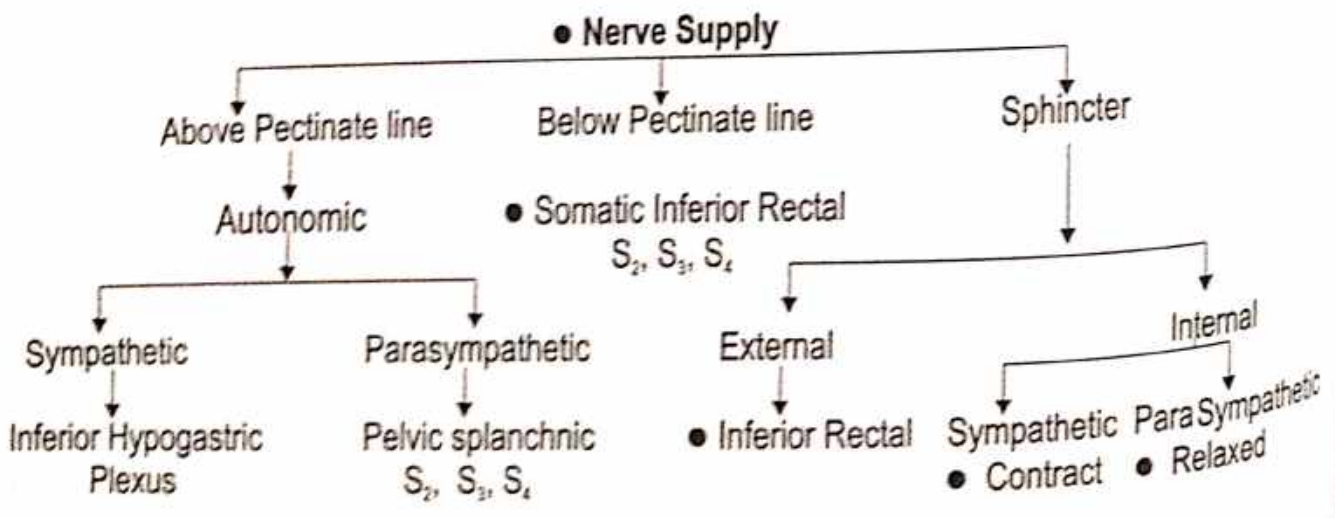 ● Nerve Supply
Above Pectinate line
Below Pectinate line
Sphincter
Autonomic
● Somatic Inferior Rectal
S₂, S₃, S₄
Sympathetic
Parasympathetic
External
Internal
Inferior Hypogastric
Plexus
Pelvic splanchnic
S₂, S₃, S₄
● Inferior Rectal
Sympathetic
● Contract
Para Sympathetic
● Relaxed